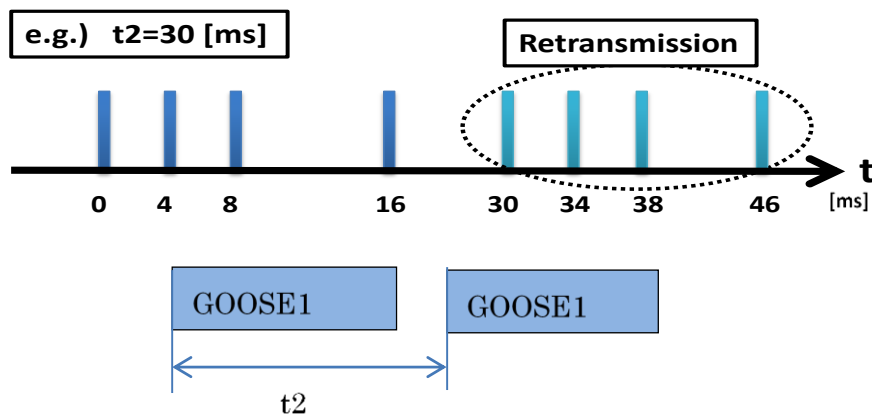 e.g.) t2=30 [ms]
Retransmission
t
0 4 8 16 30 34 38 46 [ms]
GOOSE1 GOOSE1
t2